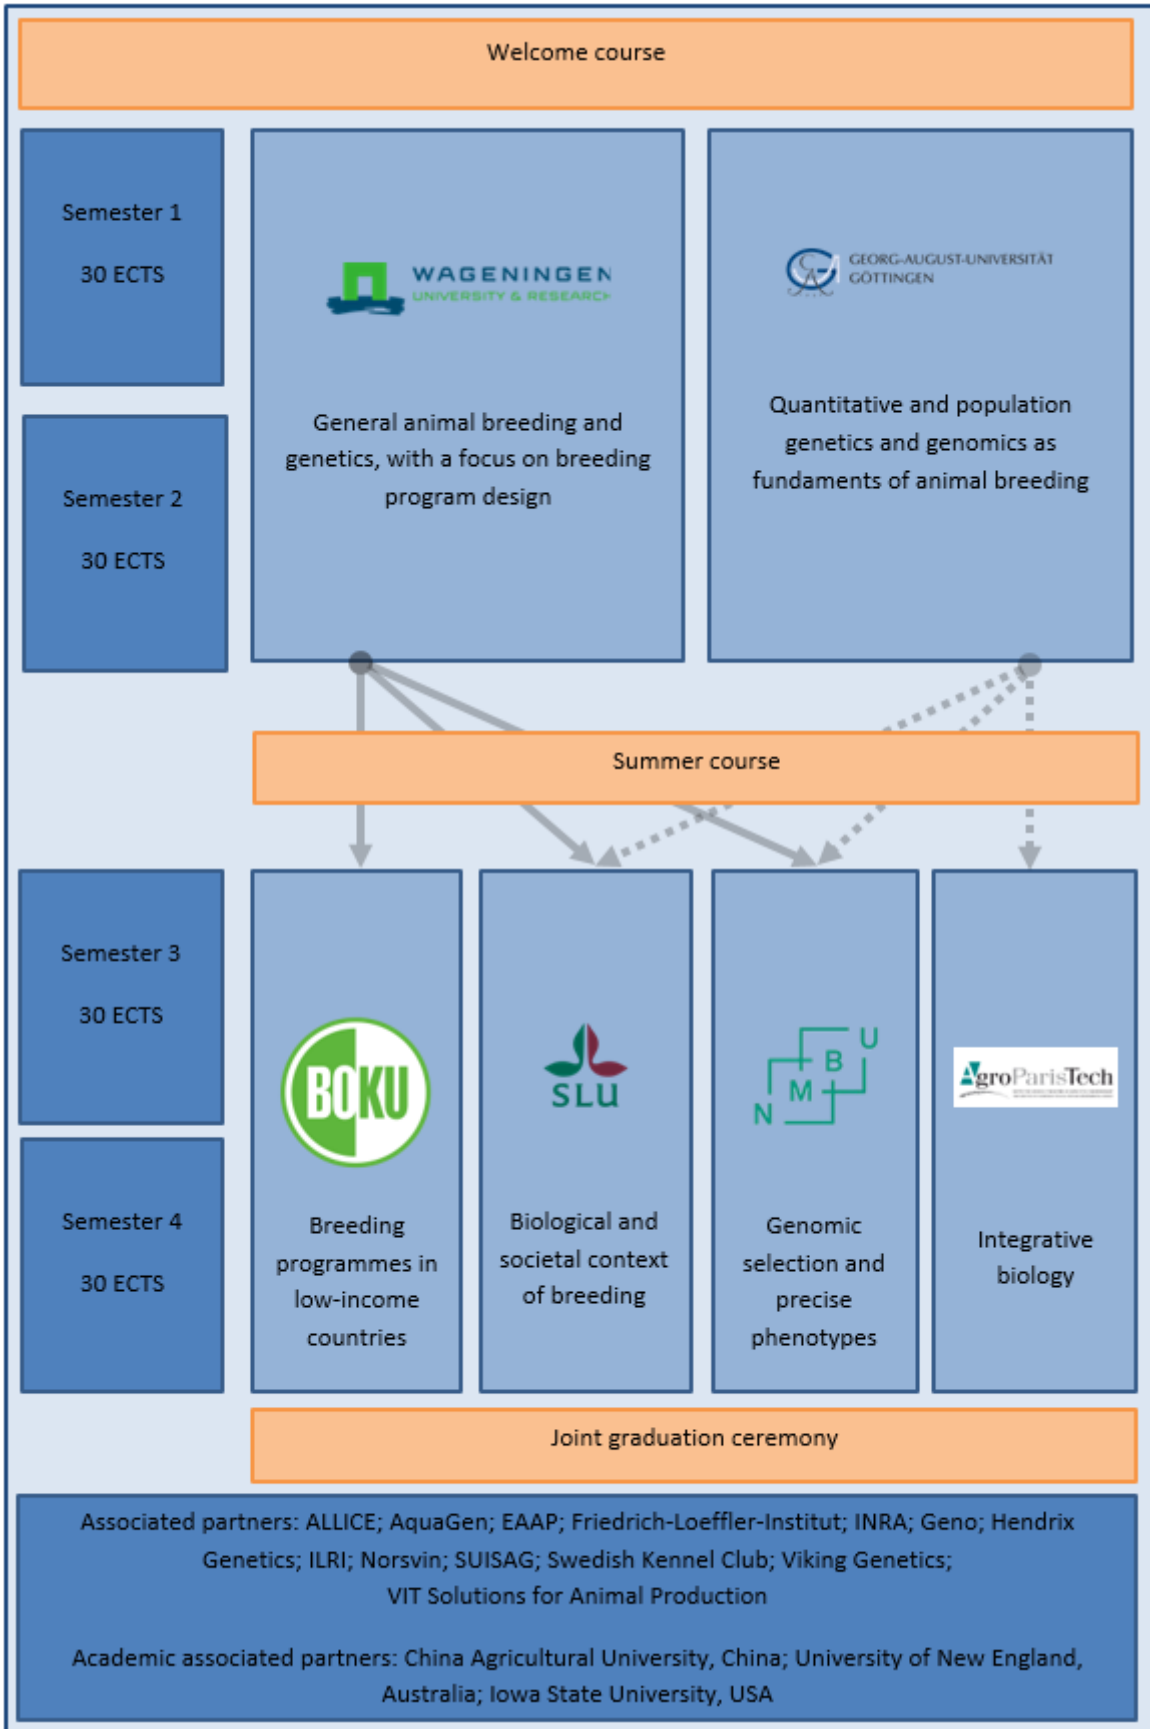 Welcome course
Semester 1
30 ECTS
WAGENINGEN
UNIVERSITY & RESEARCH
General animal breeding and
genetics, with a focus on breeding
program design
GEORG-AUGUST-UNIVERSITÄT
GÖTTINGEN
Quantitative and population
genetics and genomics as
fundaments of animal breeding
Semester 2
30 ECTS
Summer course
Semester 3
30 ECTS
BOKU
Breeding
programmes in
low-income
countries
SLU
Biological and
societal context
of breeding
N M B U
Genomic
selection and
precise
phenotypes
AgroParisTech
Integrative
biology
Semester 4
30 ECTS
Joint graduation ceremony
Associated partners: ALLICE; AquaGen; EAAP; Friedrich-Loeffler-Institut; INRA; Geno; Hendrix
Genetics; ILRI; Norsvin; SUISAG; Swedish Kennel Club; Viking Genetics;
VIT Solutions for Animal Production
Academic associated partners: China Agricultural University, China; University of New England,
Australia; Iowa State University, USA